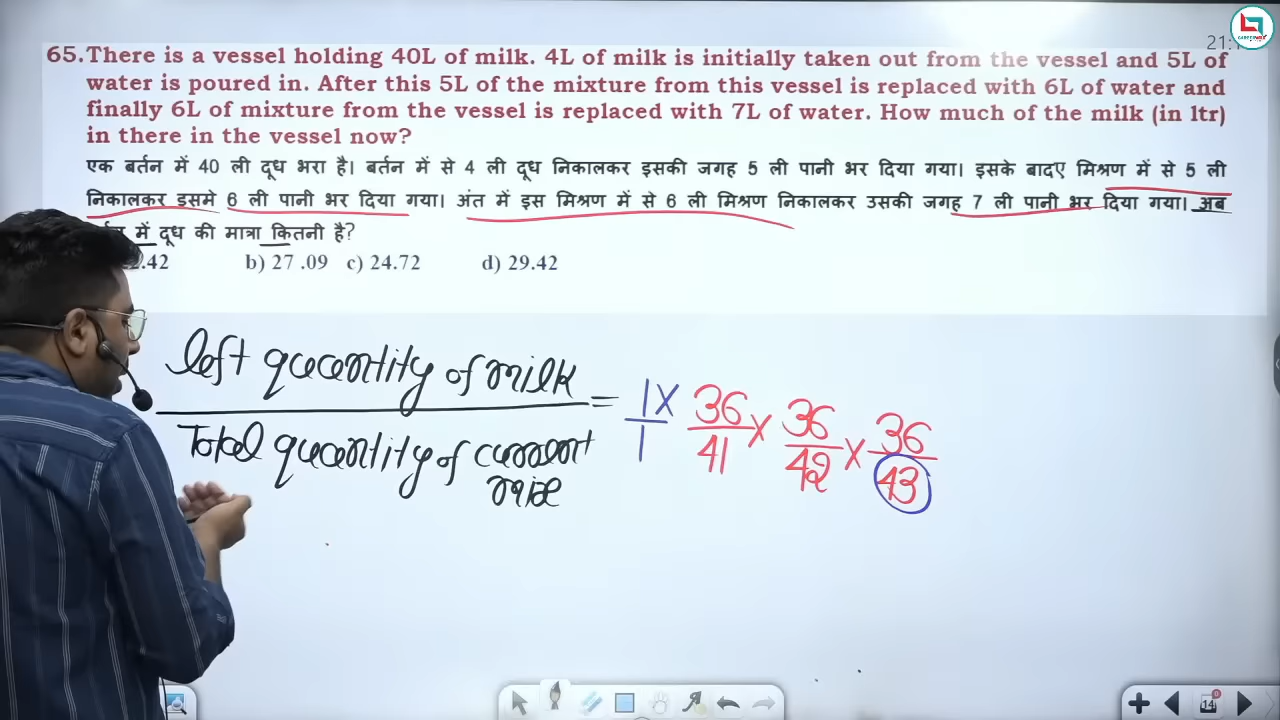 21:1
65.There is a vessel holding 40L of milk. 4L of milk is initially taken out from the vessel and 5L of
water is poured in. After this 5L of the mixture from this vessel is replaced with 6L of water and
finally 6L of mixture from the vessel is replaced with 7L of water. How much of the milk (in ltr)
in there in the vessel now?
एक बर्तन में 40 ली दूध भरा है। बर्तन में से 4 ली दूध निकालकर इसकी जगह 5 ली पानी भर दिया गया। इसके बादए मिश्रण में से 5 ली
निकालकर इसमे 6 ली पानी भर दिया गया। अंत में इस मिश्रण में से 6 ली मिश्रण निकालकर उसकी जगह 7 ली पानी भर दिया गया। अब
में दूध की मात्रा कितनी है?
2.42 b) 27 .09 c) 24.72 d) 29.42
left quantity of milk
Total quantity of current
mix
= 1/1 × 36/41 × 36/42 × 36/43
14